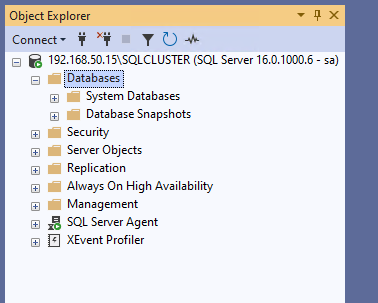 Object Explorer
Connect
192.168.50.15\SQLCLUSTER (SQL Server 16.0.1000.6 - sa)
Databases
System Databases
Database Snapshots
Security
Server Objects
Replication
Always On High Availability
Management
SQL Server Agent
XEvent Profiler